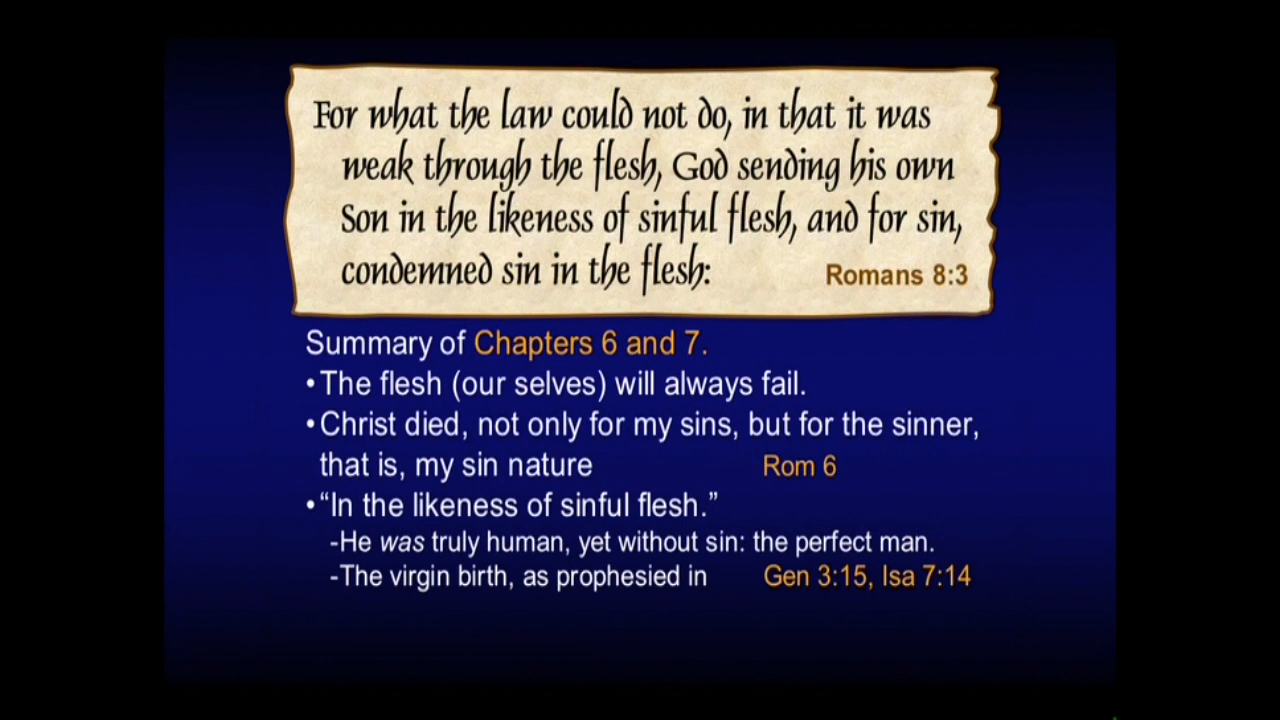 For what the law could not do, in that it was
weak through the flesh, God sending his own
Son in the likeness of sinful flesh, and for sin,
condemned sin in the flesh: Romans 8:3
Summary of Chapters 6 and 7.
•The flesh (our selves) will always fail.
•Christ died, not only for my sins, but for the sinner,
that is, my sin nature Rom 6
•“In the likeness of sinful flesh.”
-He was truly human, yet without sin: the perfect man.
-The virgin birth, as prophesied in Gen 3:15, Isa 7:14